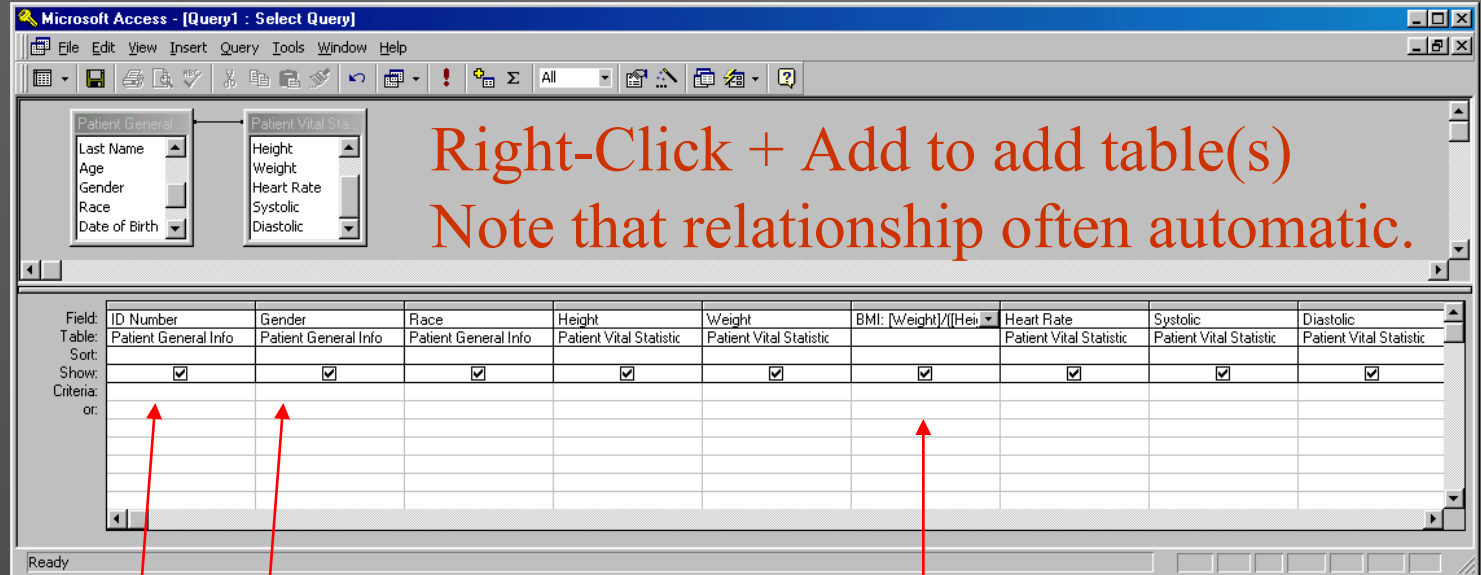 Microsoft Access - [Query1 : Select Query]
File Edit View Insert Query Tools Window Help
All
Patient General ... Patient Vital Sta...
Last Name Height
Age Weight
Gender Heart Rate
Race Systolic
Date of Birth Diastolic
Right-Click + Add to add table(s)
Note that relationship often automatic.
Field: ID Number Gender Race Height Weight BMI: [Weight]/([Hei Heart Rate Systolic Diastolic
Table: Patient General Info Patient General Info Patient General Info Patient Vital Statistic Patient Vital Statistic Patient Vital Statistic Patient Vital Statistic Patient Vital Statistic
Sort:
Show:
Criteria:
or:
Ready